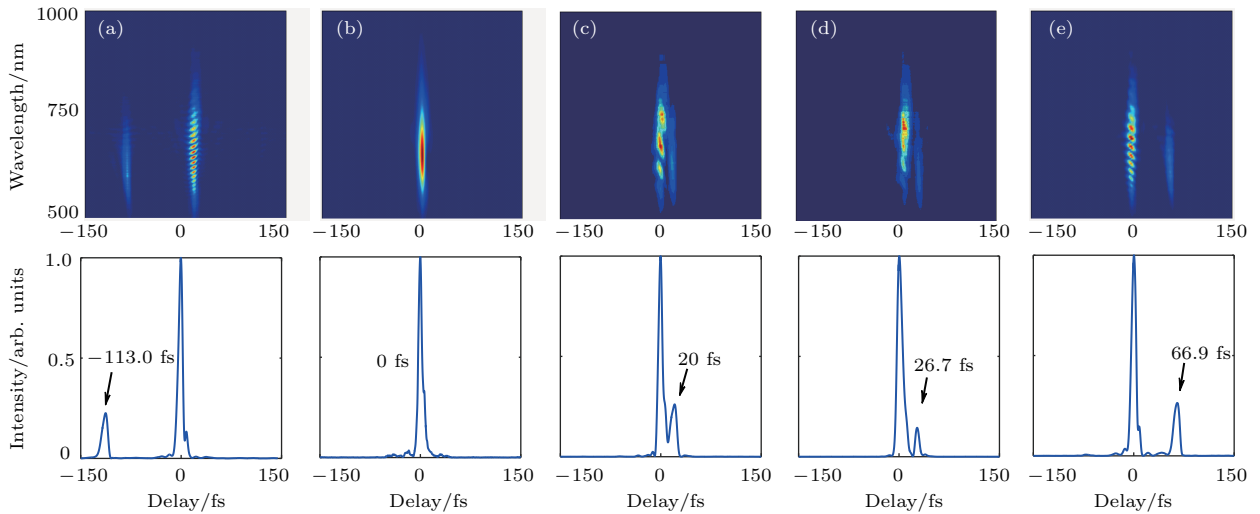 (a) (b) (c) (d) (e)
Wavelength/nm
1000
750
500
−150 0 150 −150 0 150 −150 0 150 −150 0 150 −150 0 150
Intensity/arb. units
1.0
0.5
0
−113.0 fs
0 fs
20 fs
26.7 fs
66.9 fs
−150 0 150 −150 0 150 −150 0 150 −150 0 150 −150 0 150
Delay/fs Delay/fs Delay/fs Delay/fs Delay/fs